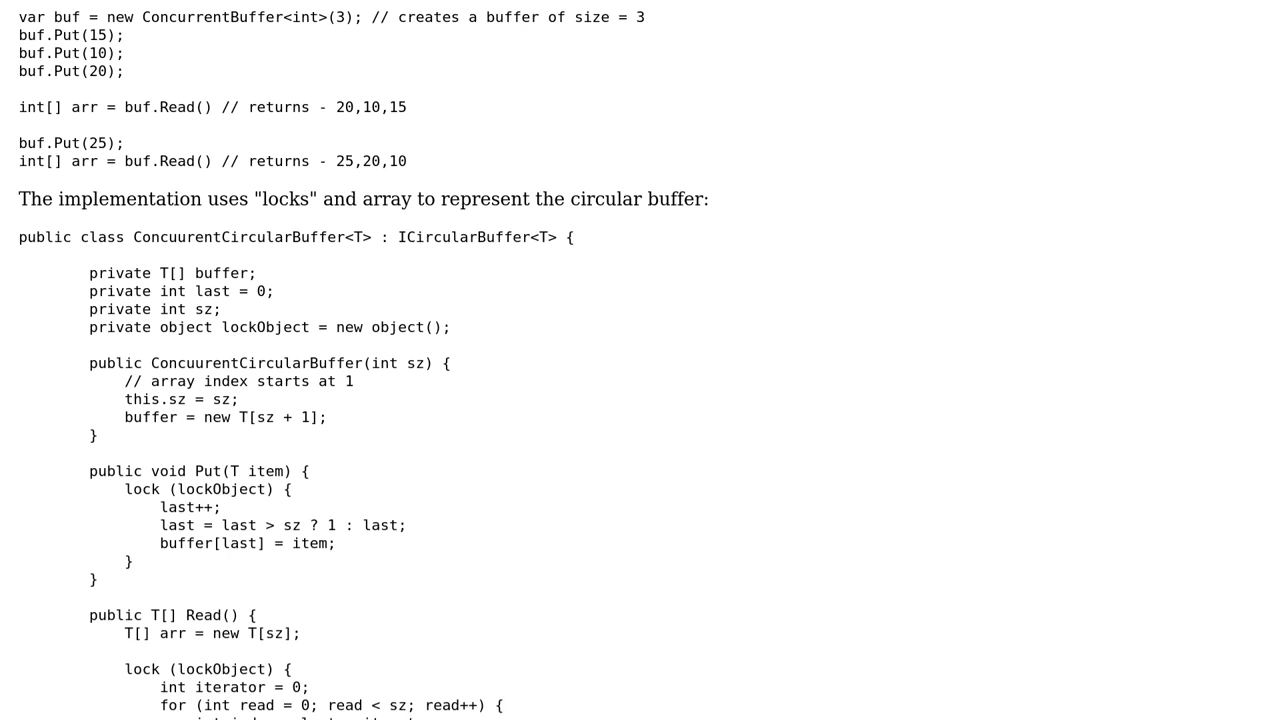 var buf = new ConcurrentBuffer<int>(3); // creates a buffer of size = 3
buf.Put(15);
buf.Put(10);
buf.Put(20);
int[] arr = buf.Read() // returns - 20,10,15
buf.Put(25);
int[] arr = buf.Read() // returns - 25,20,10
The implementation uses "locks" and array to represent the circular buffer:
public class ConcuurentCircularBuffer<T> : ICircularBuffer<T> {
private T[] buffer;
private int last = 0;
private int sz;
private object lockObject = new object();
public ConcuurentCircularBuffer(int sz) {
// array index starts at 1
this.sz = sz;
buffer = new T[sz + 1];
}
public void Put(T item) {
lock (lockObject) {
last++;
last = last > sz ? 1 : last;
buffer[last] = item;
}
}
public T[] Read() {
T[] arr = new T[sz];
lock (lockObject) {
int iterator = 0;
for (int read = 0; read < sz; read++) {